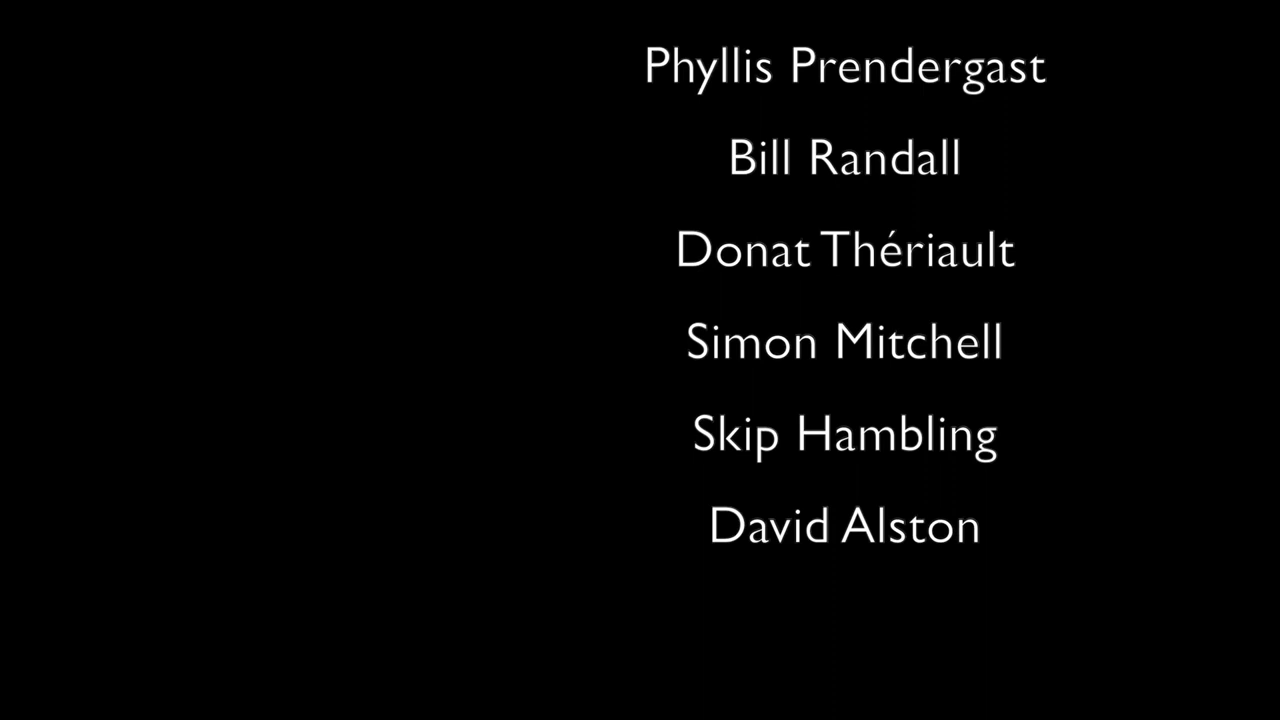 Phyllis Prendergast
Bill Randall
Donat Thériault
Simon Mitchell
Skip Hambling
David Alston